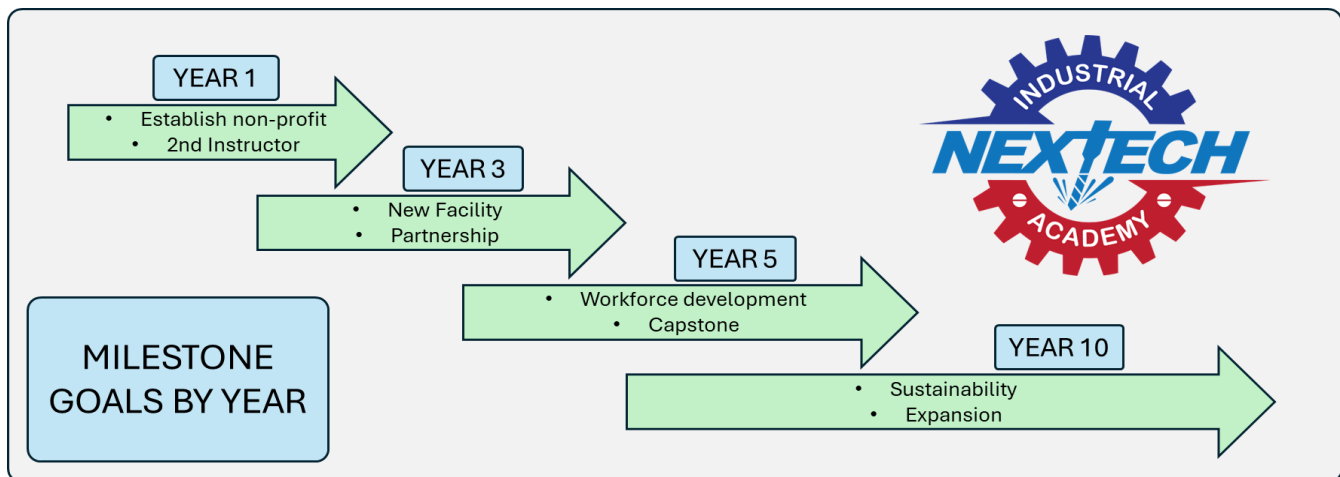 YEAR 1
• Establish non-profit
• 2nd Instructor
YEAR 3
• New Facility
• Partnership
YEAR 5
• Workforce development
• Capstone
YEAR 10
• Sustainability
• Expansion
MILESTONE
GOALS BY YEAR
INDUSTRIAL
NEXTECH
ACADEMY